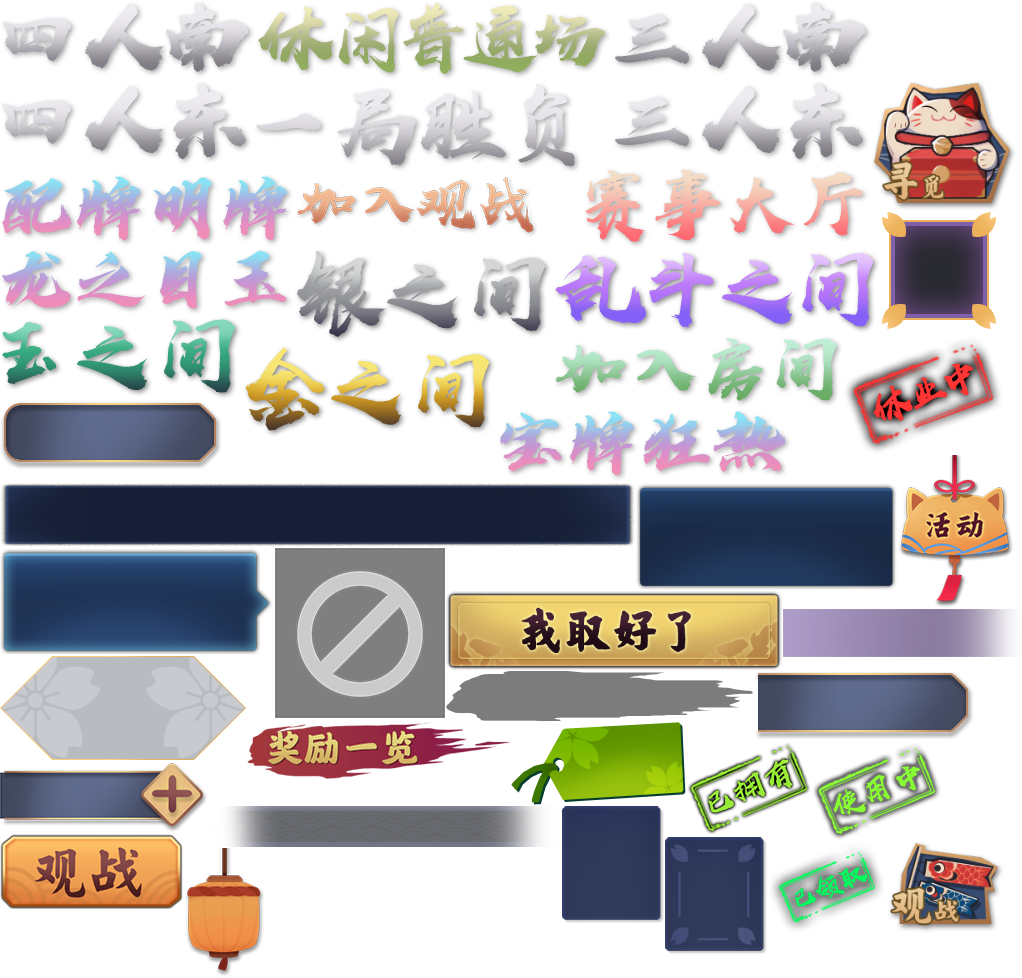 四人南
休闲普通场
三人南
四人东
一局胜负
三人东
寻觅
配牌明牌
加入观战
赛事大厅
龙之目玉
银之间
乱斗之间
玉之间
金之间
加入房间
休业中
宝牌狂热
活动
我取好了
奖励一览
已拥有
使用中
观战
已领取
观战